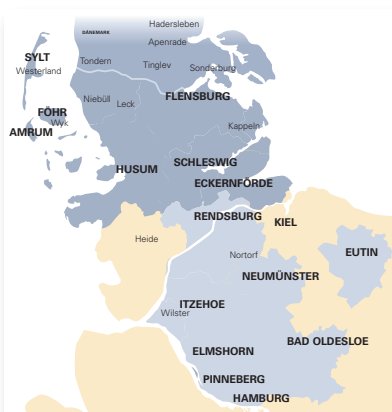 Hadersleben
DÄNEMARK
Apenrade
SYLT
Westerland
Tondern
Tinglev
Sonderburg
Niebüll
Leck
FLENSBURG
FÖHR
Wyk
AMRUM
Kappeln
HUSUM
SCHLESWIG
ECKERNFÖRDE
RENDSBURG
KIEL
Heide
EUTIN
Nortorf
NEUMÜNSTER
ITZEHOE
Wilster
BAD OLDESLOE
ELMSHORN
PINNEBERG
HAMBURG